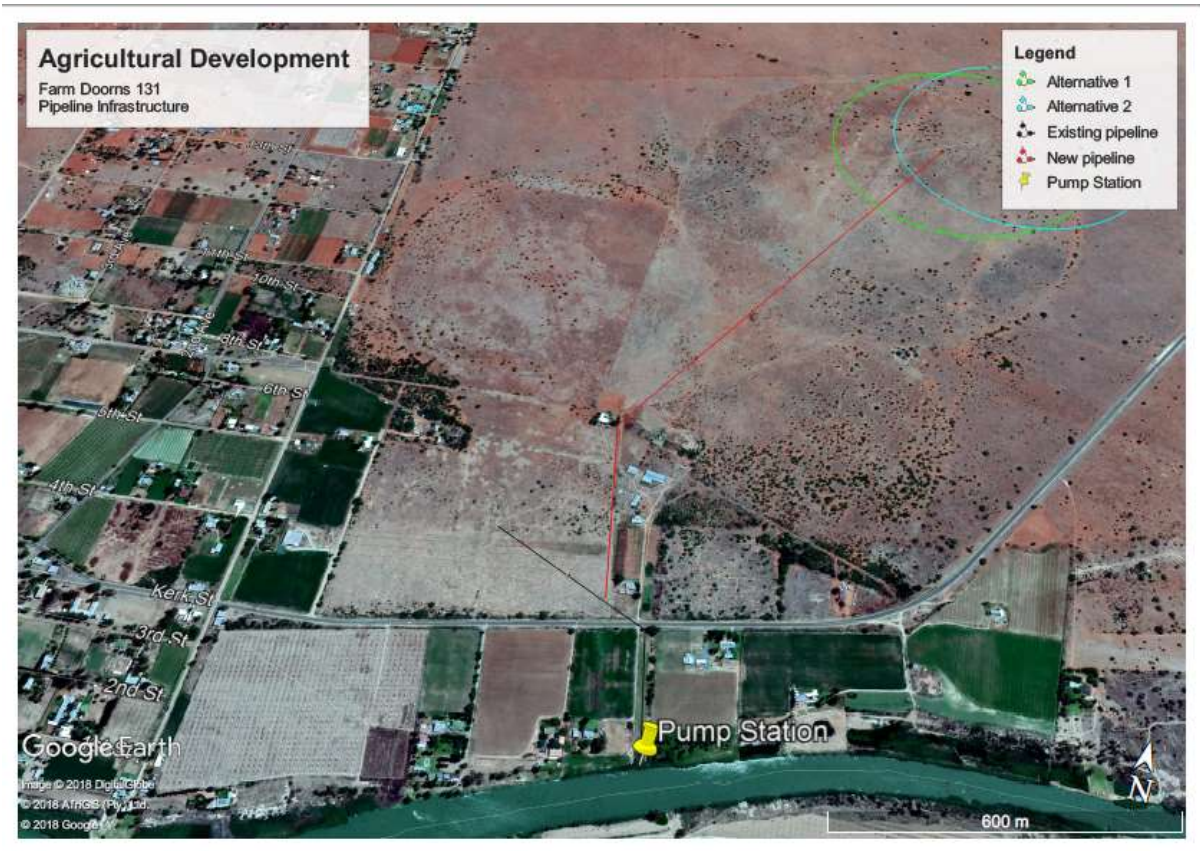 Agricultural Development
Farm Doorns 131
Pipeline Infrastructure
Legend
Alternative 1
Alternative 2
Existing pipeline
New pipeline
Pump Station
11th St
10th St
8th St
6th St
5th St
4th St
Kerk St
3rd St
2nd St
Pump Station
Google Earth
Image © 2018 DigitalGlobe
© 2018 AfriGIS (Pty) Ltd.
© 2018 Google
N
600 m